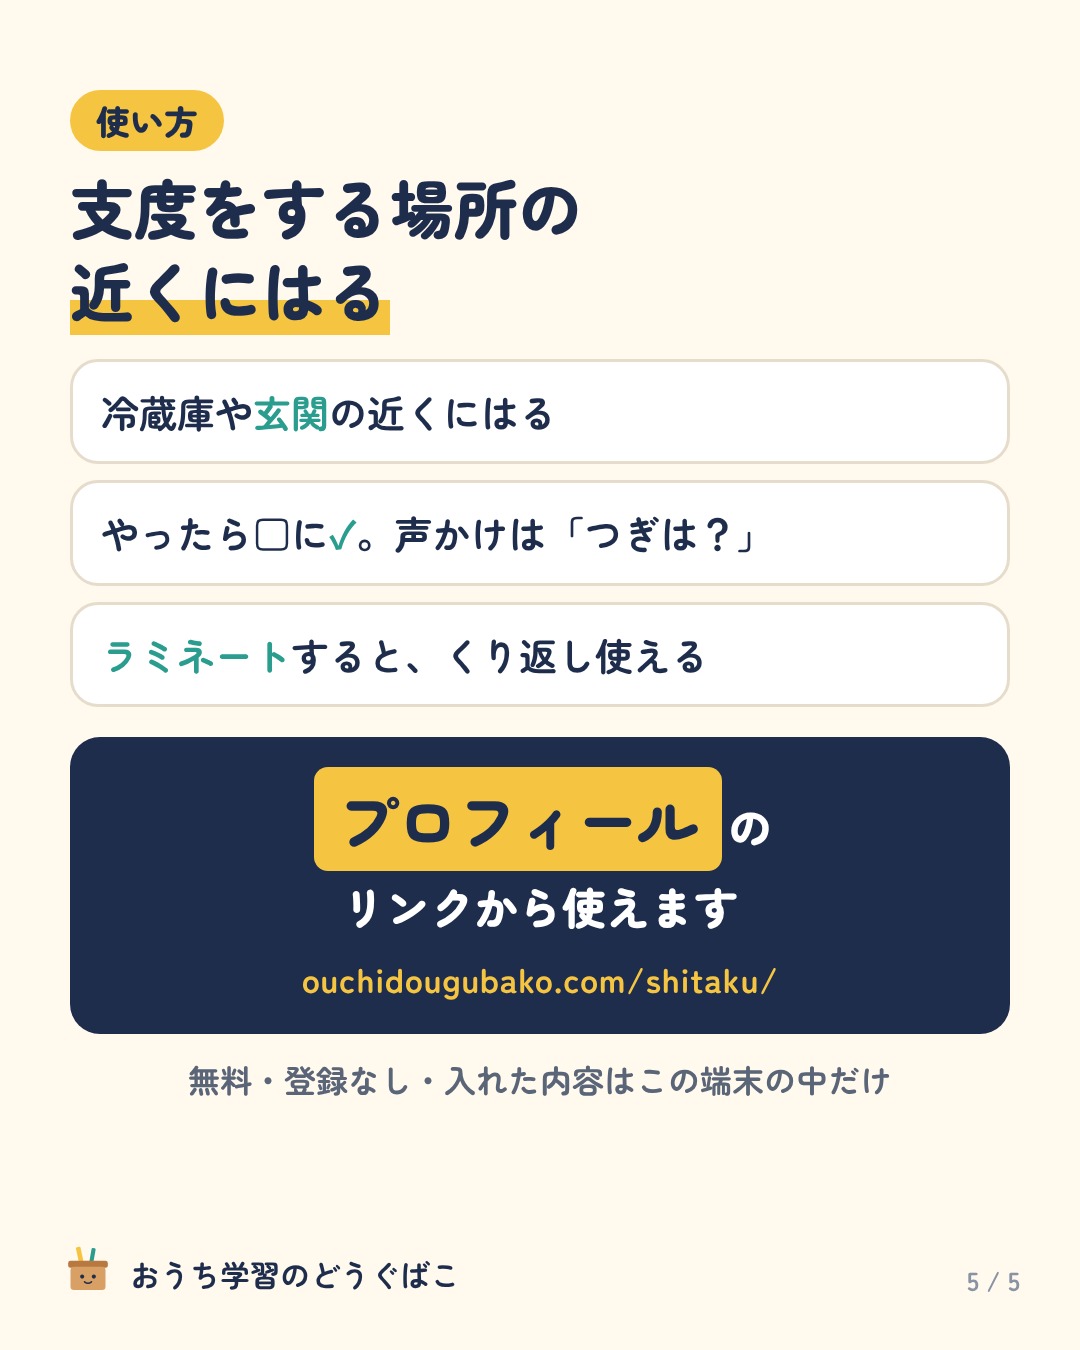 使い方
支度をする場所の
近くにはる
冷蔵庫や玄関の近くにはる
やったら□に✓。声かけは「つぎは？」
ラミネートすると、くり返し使える
プロフィールの
リンクから使えます
ouchidougubako.com/shitaku/
無料・登録なし・入れた内容はこの端末の中だけ
おうち学習のどうぐばこ
5 / 5